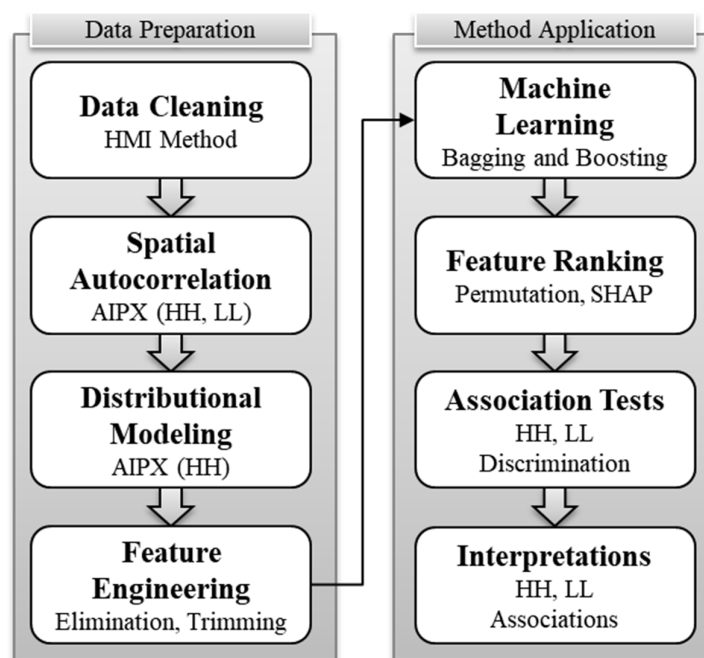 Data Preparation
Data Cleaning
HMI Method
Spatial
Autocorrelation
AIPX (HH, LL)
Distributional
Modeling
AIPX (HH)
Feature
Engineering
Elimination, Trimming
Method Application
Machine
Learning
Bagging and Boosting
Feature Ranking
Permutation, SHAP
Association Tests
HH, LL
Discrimination
Interpretations
HH, LL
Associations